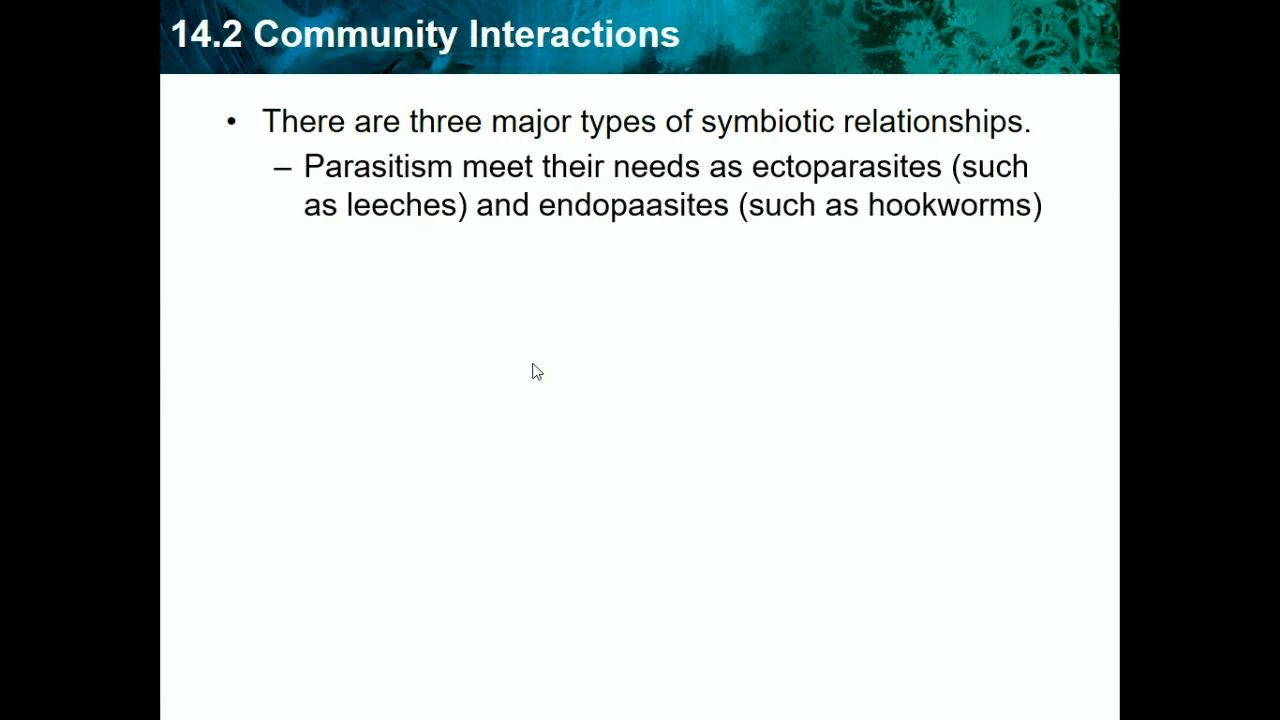 14.2 Community Interactions
• There are three major types of symbiotic relationships.
– Parasitism meet their needs as ectoparasites (such
as leeches) and endopaasites (such as hookworms)